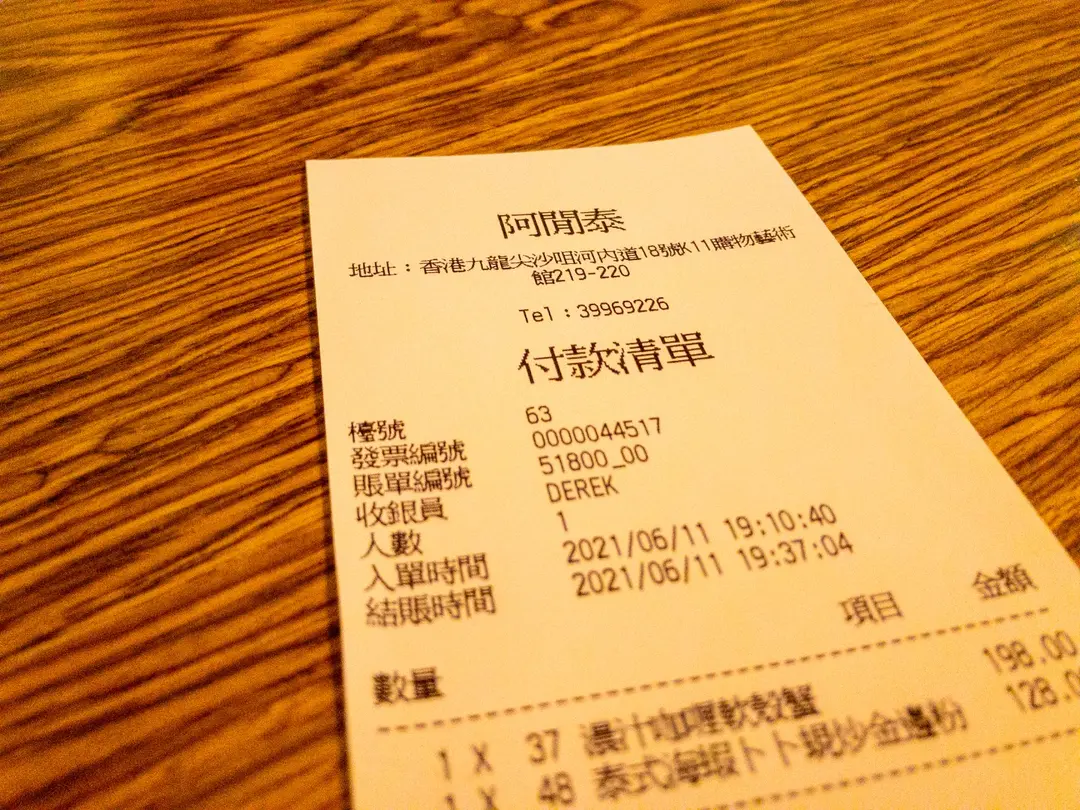 阿閒泰
地址：香港九龍尖沙咀河內道18號K11購物藝術
館219-220
Tel：39969226
付款清單
檯號 63
發票編號 0000044517
賬單編號 51800_00
收銀員 DEREK
人數 1
入單時間 2021/06/11 19:10:40
結賬時間 2021/06/11 19:37:04
數量 項目 金額
1 X 37 濃汁咖喱軟殼蟹 198.00
1 X 48 泰式海蝦卜卜蜆炒金邊粉 128.0